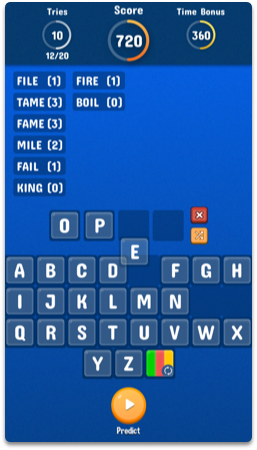 Tries Score Time Bonus
10 720 360
12/20
FILE (1) FIRE (1)
TAME(3) BOIL (0)
FAME(3)
MILE (2)
FAIL (1)
KING (0)
O P
E
A B C D F G H
I J K L M N
Q R S T U V W X
Y Z
Predict